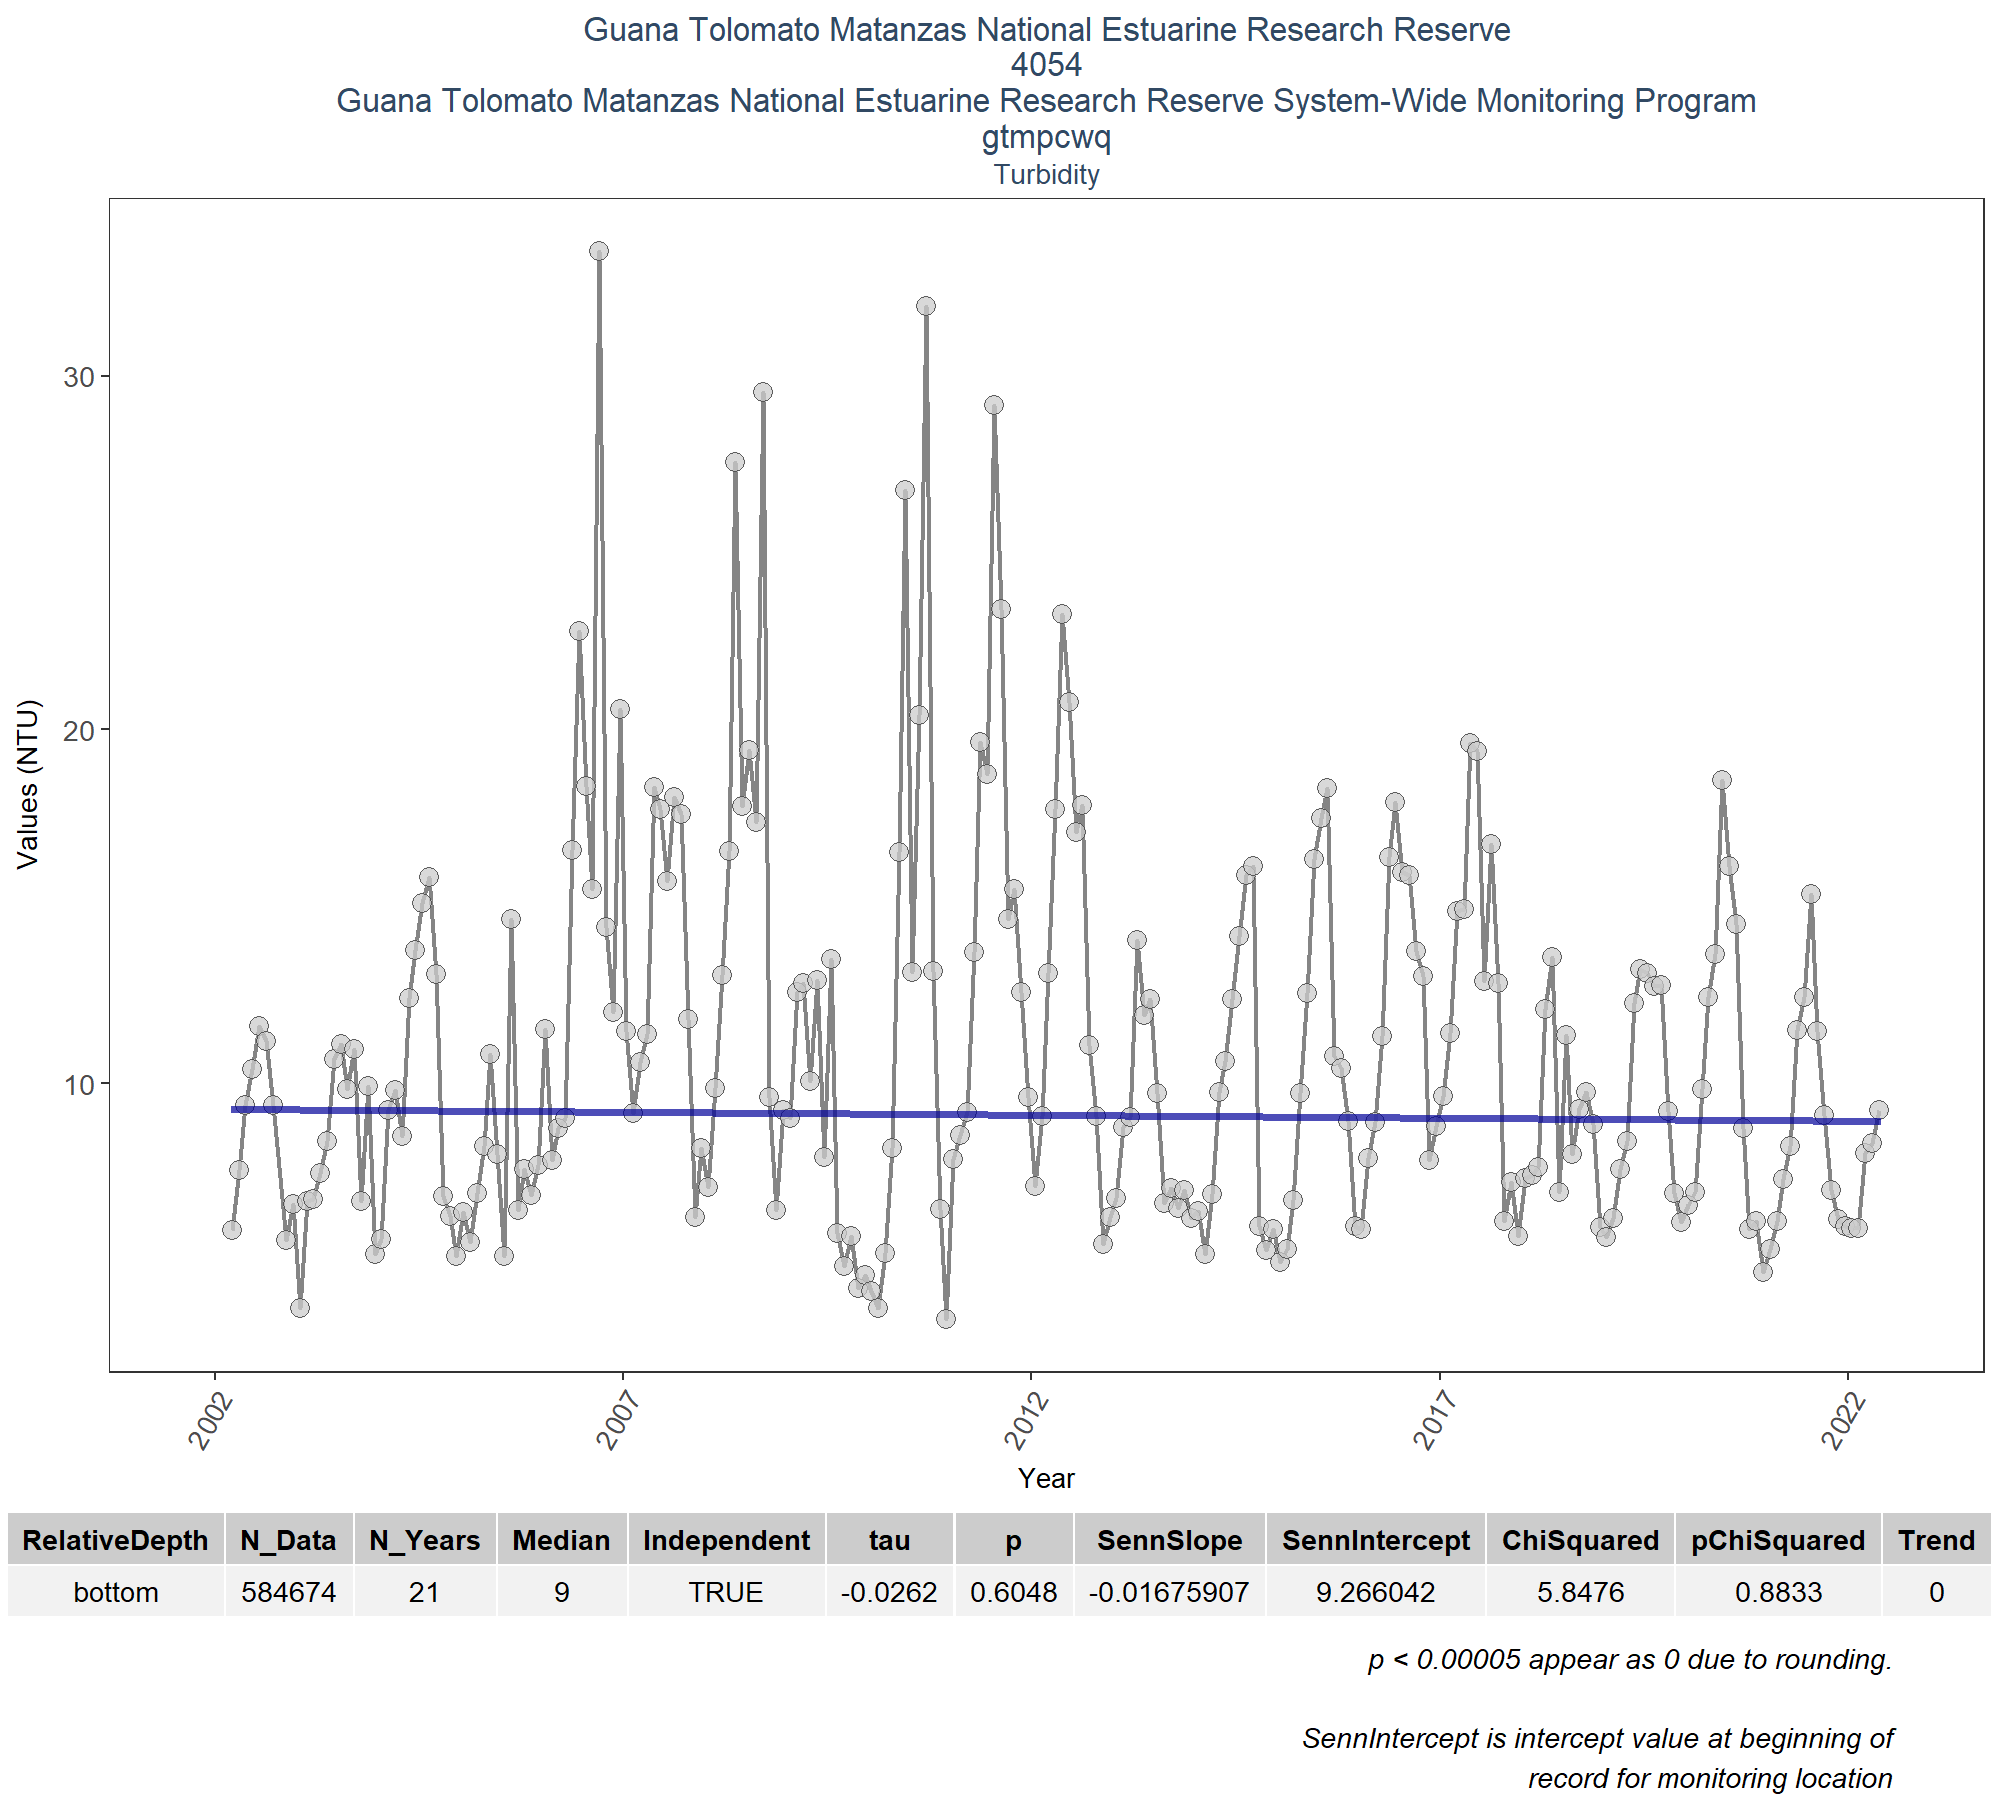 Guana Tolomato Matanzas National Estuarine Research Reserve
4054
Guana Tolomato Matanzas National Estuarine Research Reserve System-Wide Monitoring Program
gtmpcwq
Turbidity
Values (NTU)
30
20
10
2002 2007 2012 2017 2022
Year
RelativeDepth N_Data N_Years Median Independent tau p SennSlope SennIntercept ChiSquared pChiSquared Trend
bottom 584674 21 9 TRUE -0.0262 0.6048 -0.01675907 9.266042 5.8476 0.8833 0
p < 0.00005 appear as 0 due to rounding.
SennIntercept is intercept value at beginning of
record for monitoring location